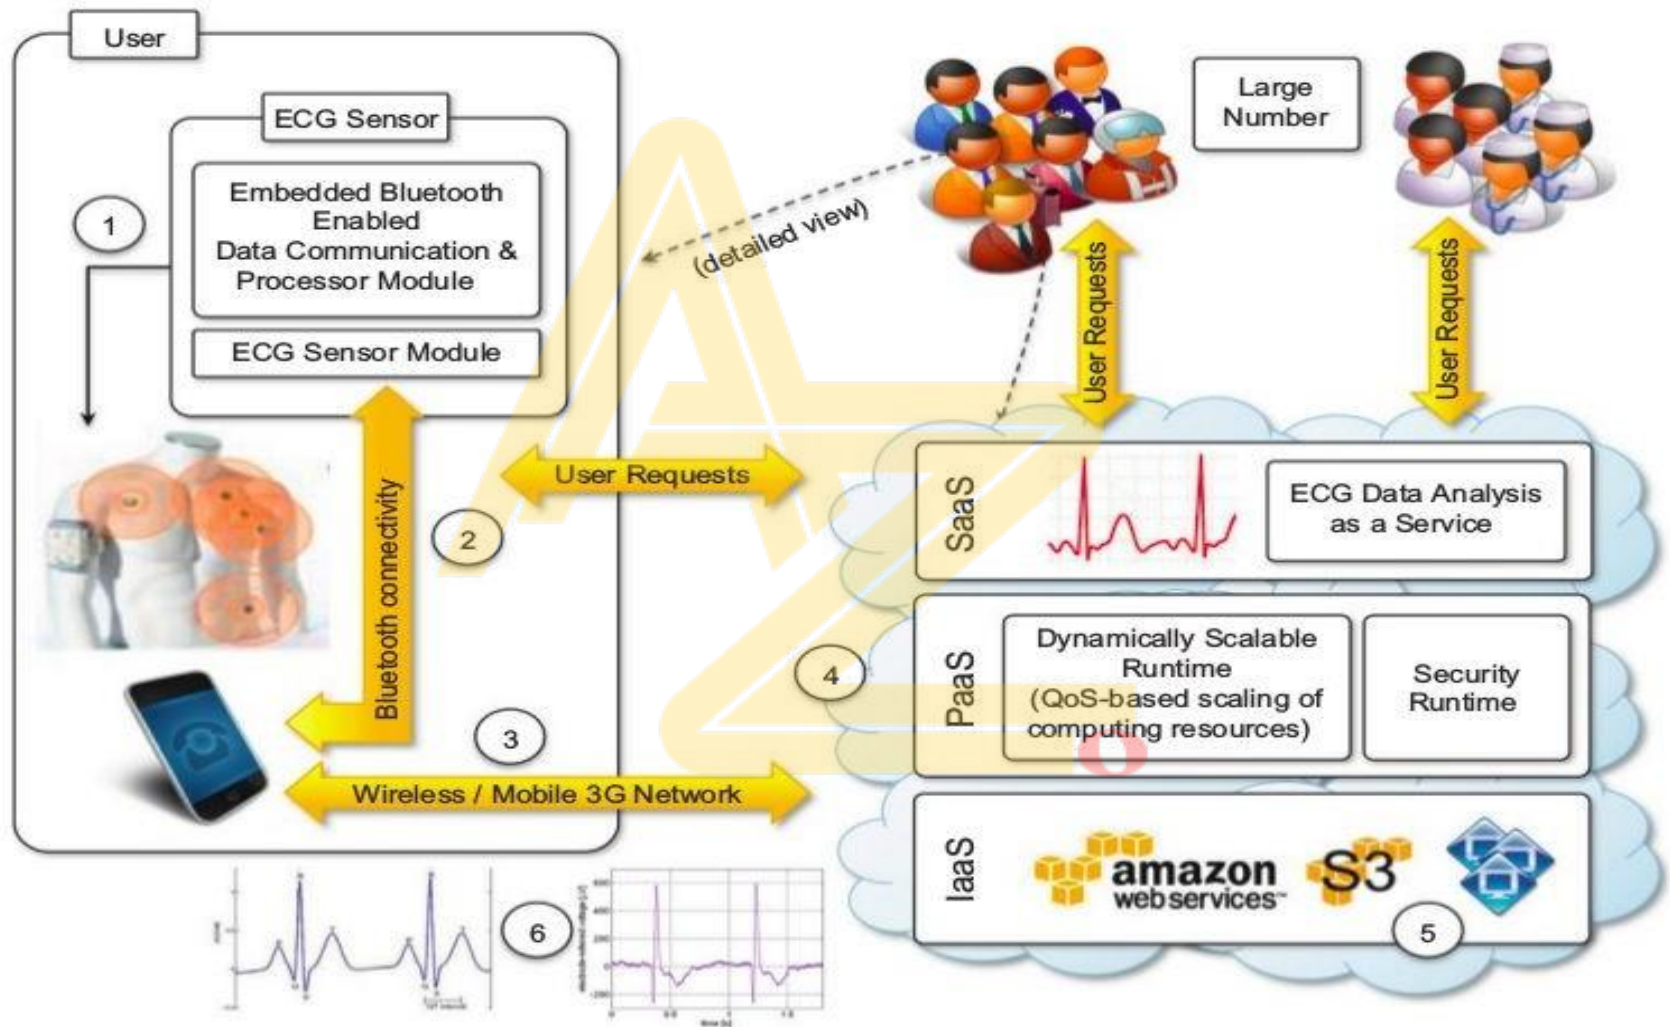 User
ECG Sensor
Embedded Bluetooth
Enabled
Data Communication &
Processor Module
ECG Sensor Module
1
Bluetooth connectivity
2
3
Wireless / Mobile 3G Network
User Requests
(detailed view)
Large
Number
User Requests
User Requests
SaaS
ECG Data Analysis
as a Service
4
PaaS
Dynamically Scalable
Runtime
(QoS-based scaling of
computing resources)
Security
Runtime
IaaS
amazon
webservices™
S3
5
6